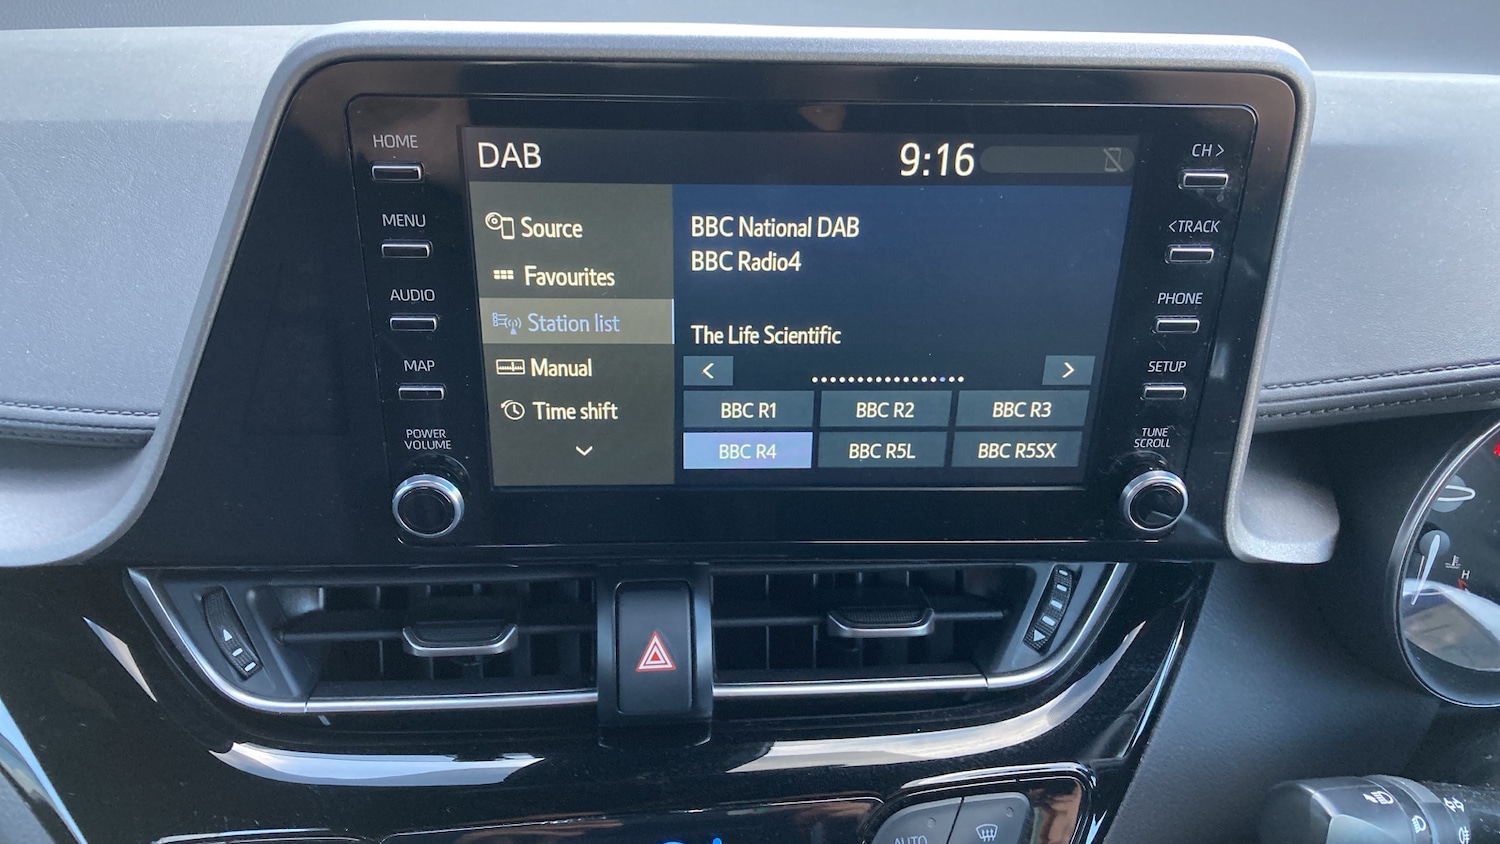 HOME
MENU
AUDIO
MAP
POWER
VOLUME
DAB
9:16
Source
Favourites
Station list
Manual
Time shift
BBC National DAB
BBC Radio4
The Life Scientific
<
>
BBC R1
BBC R2
BBC R3
BBC R4
BBC R5L
BBC R5SX
CH >
< TRACK
PHONE
SETUP
TUNE
SCROLL
H
AUTO